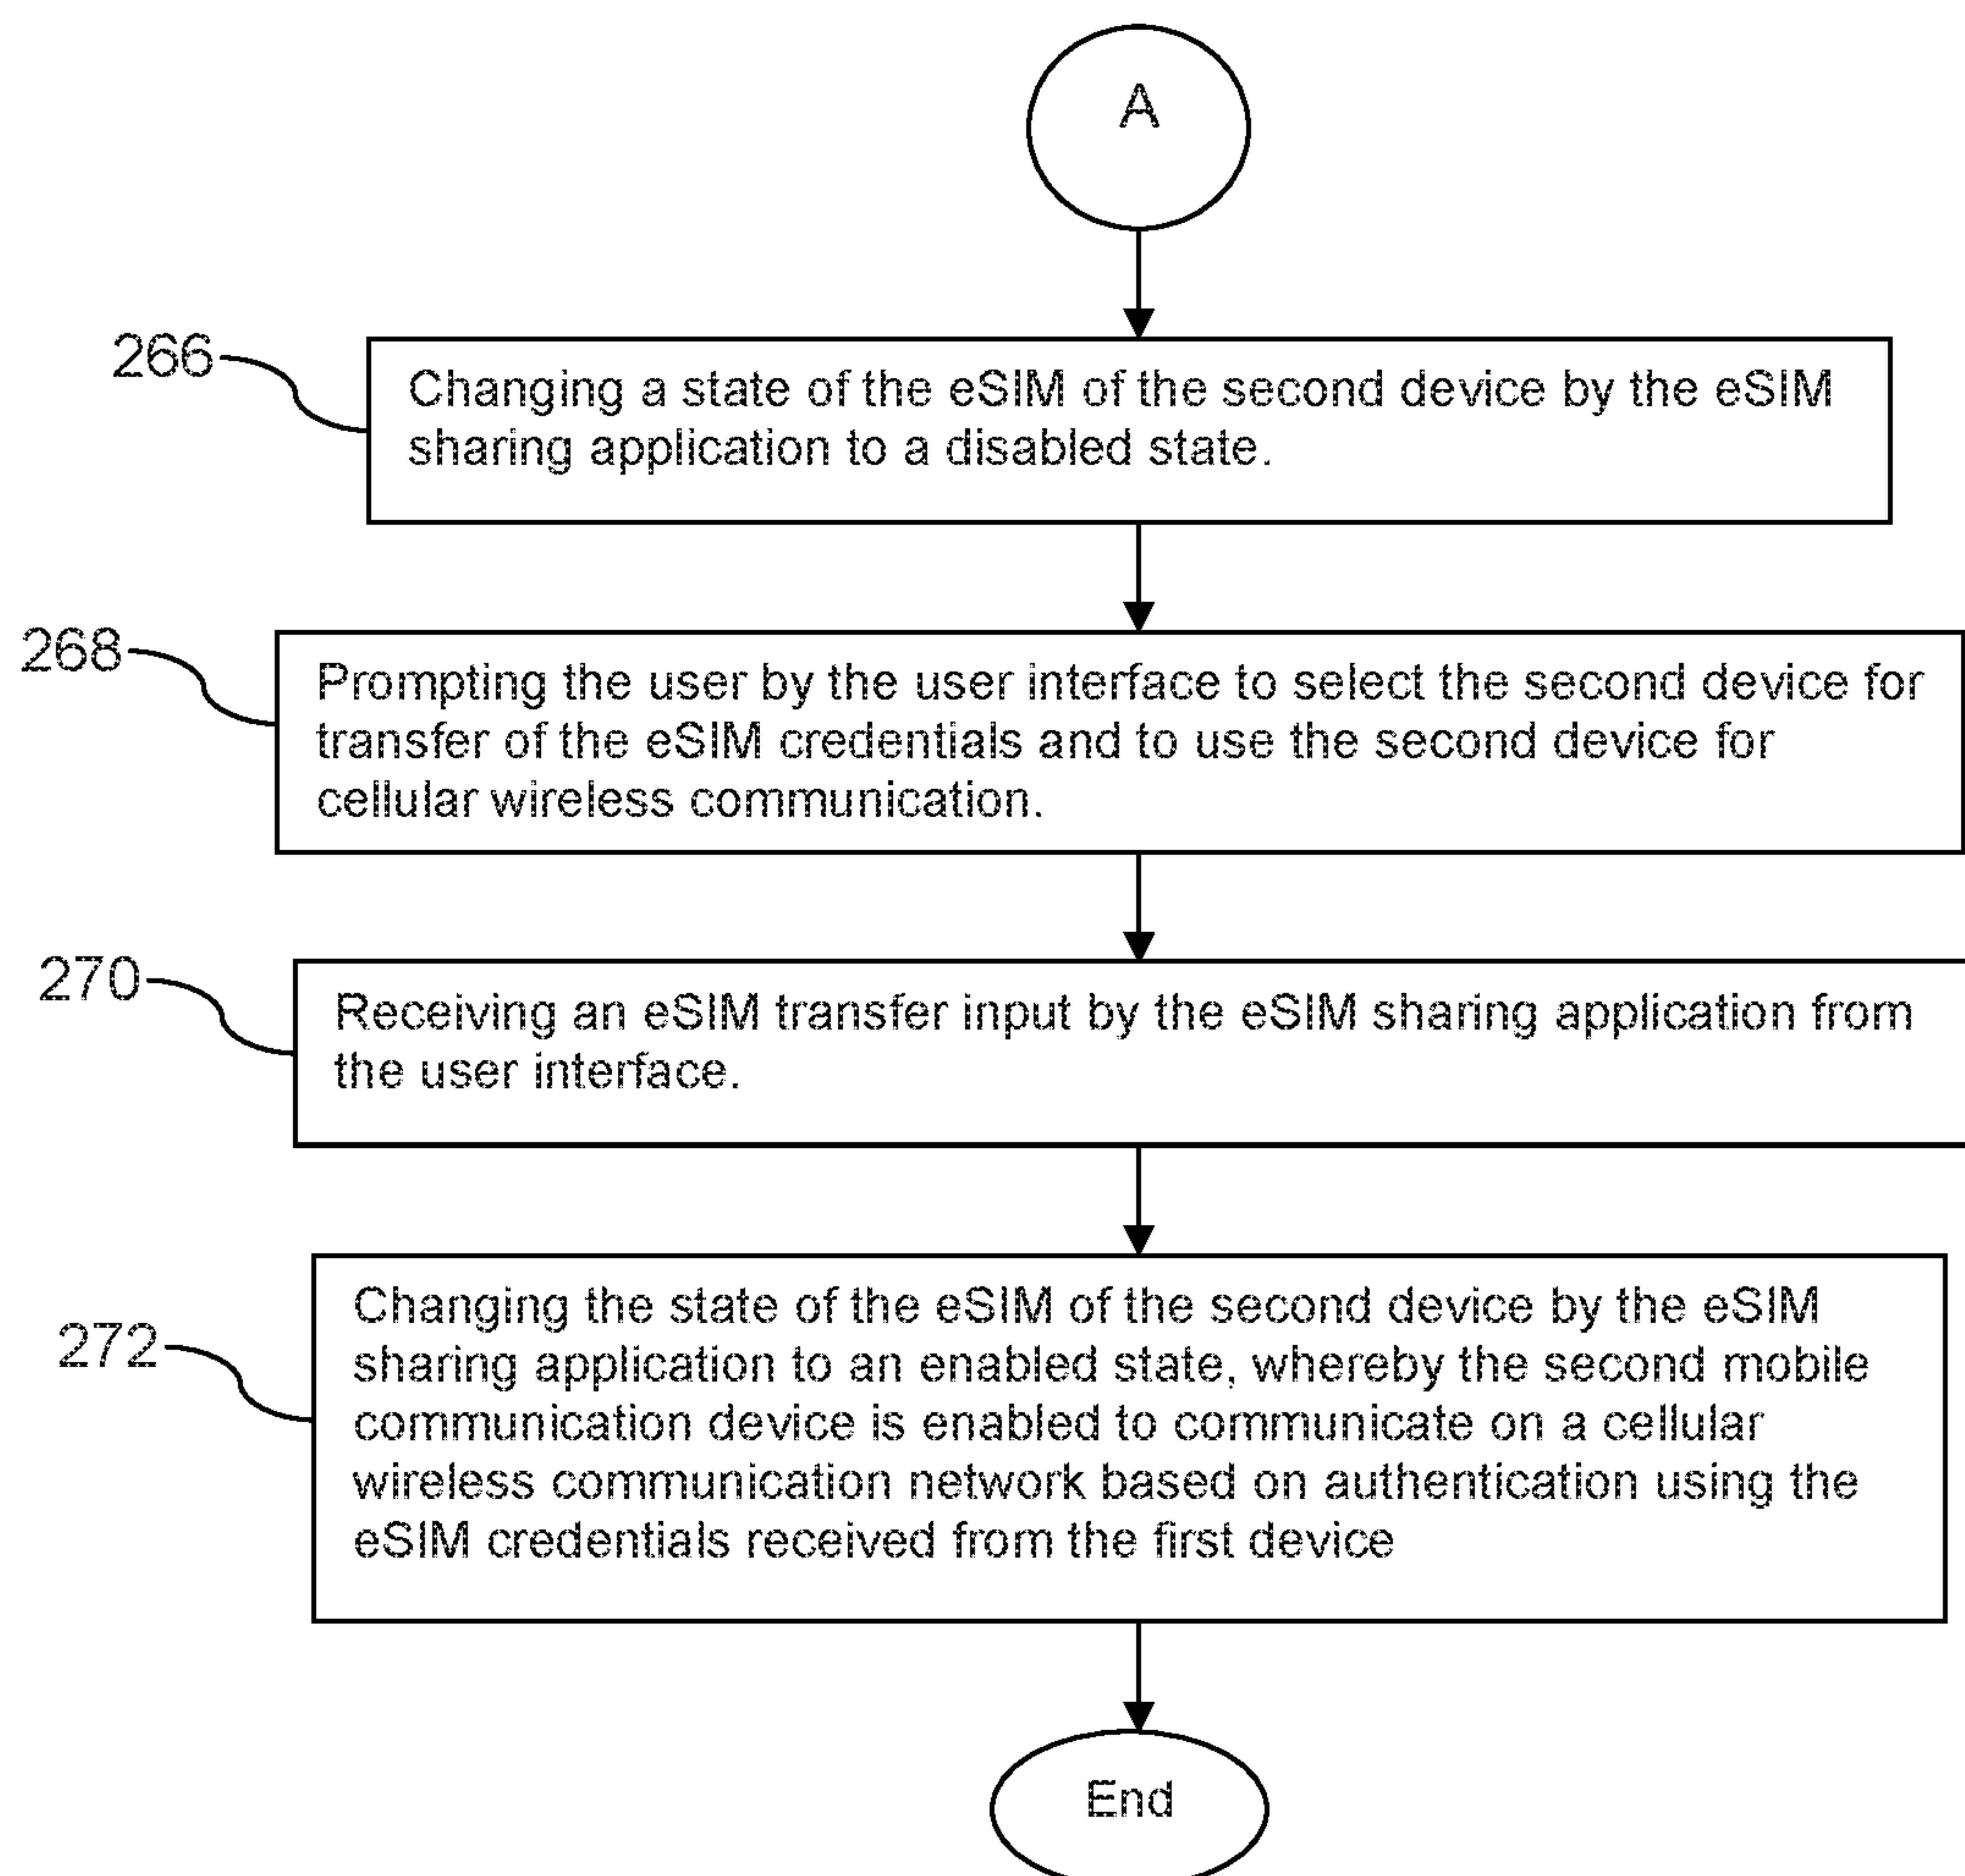 A
266
Changing a state of the eSIM of the second device by the eSIM
sharing application to a disabled state.
268
Prompting the user by the user interface to select the second device for
transfer of the eSIM credentials and to use the second device for
cellular wireless communication.
270
Receiving an eSIM transfer input by the eSIM sharing application from
the user interface.
272
Changing the state of the eSIM of the second device by the eSIM
sharing application to an enabled state, whereby the second mobile
communication device is enabled to communicate on a cellular
wireless communication network based on authentication using the
eSIM credentials received from the first device
End